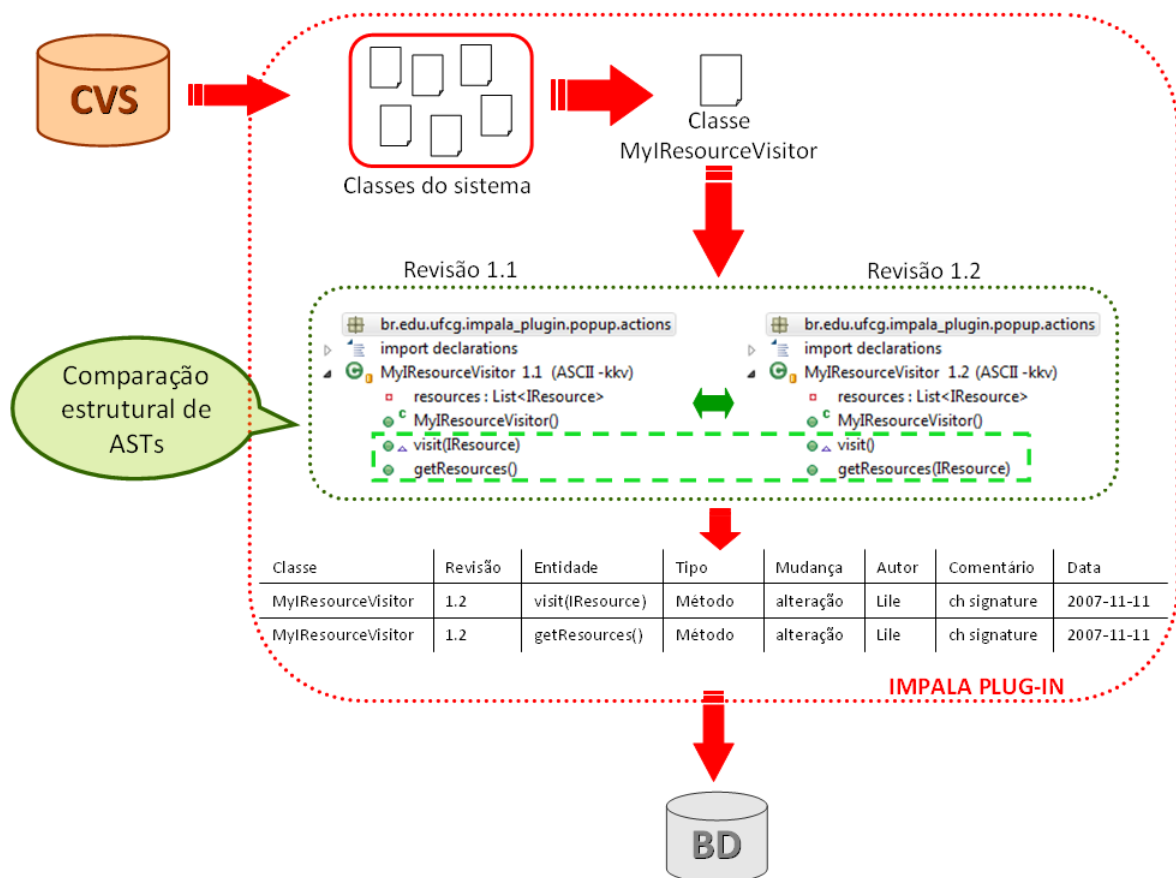 CVS
Classes do sistema
Classe
MyIResourceVisitor
Revisão 1.1
Revisão 1.2
Comparação
estrutural de
ASTs
br.edu.ufcg.impala_plugin.popup.actions
import declarations
MyIResourceVisitor 1.1 (ASCII -kkv)
resources : List<IResource>
MyIResourceVisitor()
visit(IResource)
getResources()
br.edu.ufcg.impala_plugin.popup.actions
import declarations
MyIResourceVisitor 1.2 (ASCII -kkv)
resources : List<IResource>
MyIResourceVisitor()
visit()
getResources(IResource)
Classe Revisão Entidade Tipo Mudança Autor Comentário Data
MyIResourceVisitor 1.2 visit(IResource) Método alteração Lile ch signature 2007-11-11
MyIResourceVisitor 1.2 getResources() Método alteração Lile ch signature 2007-11-11
IMPALA PLUG-IN
BD